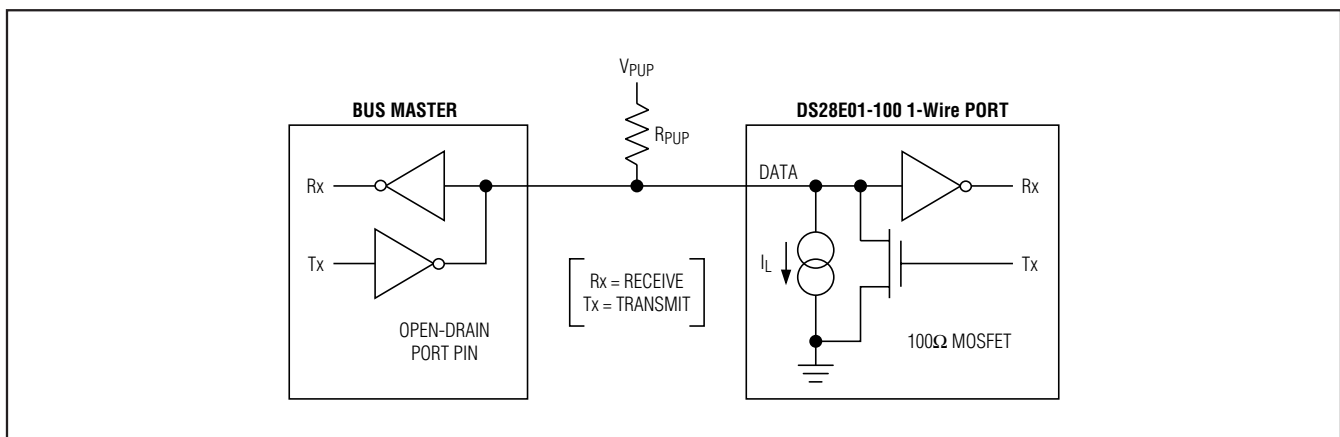 VPUP
BUS MASTER
DS28E01-100 1-Wire PORT
RPUP
Rx
DATA
Rx
Tx
IL
Tx
Rx = RECEIVE
Tx = TRANSMIT
OPEN-DRAIN
PORT PIN
100Ω MOSFET